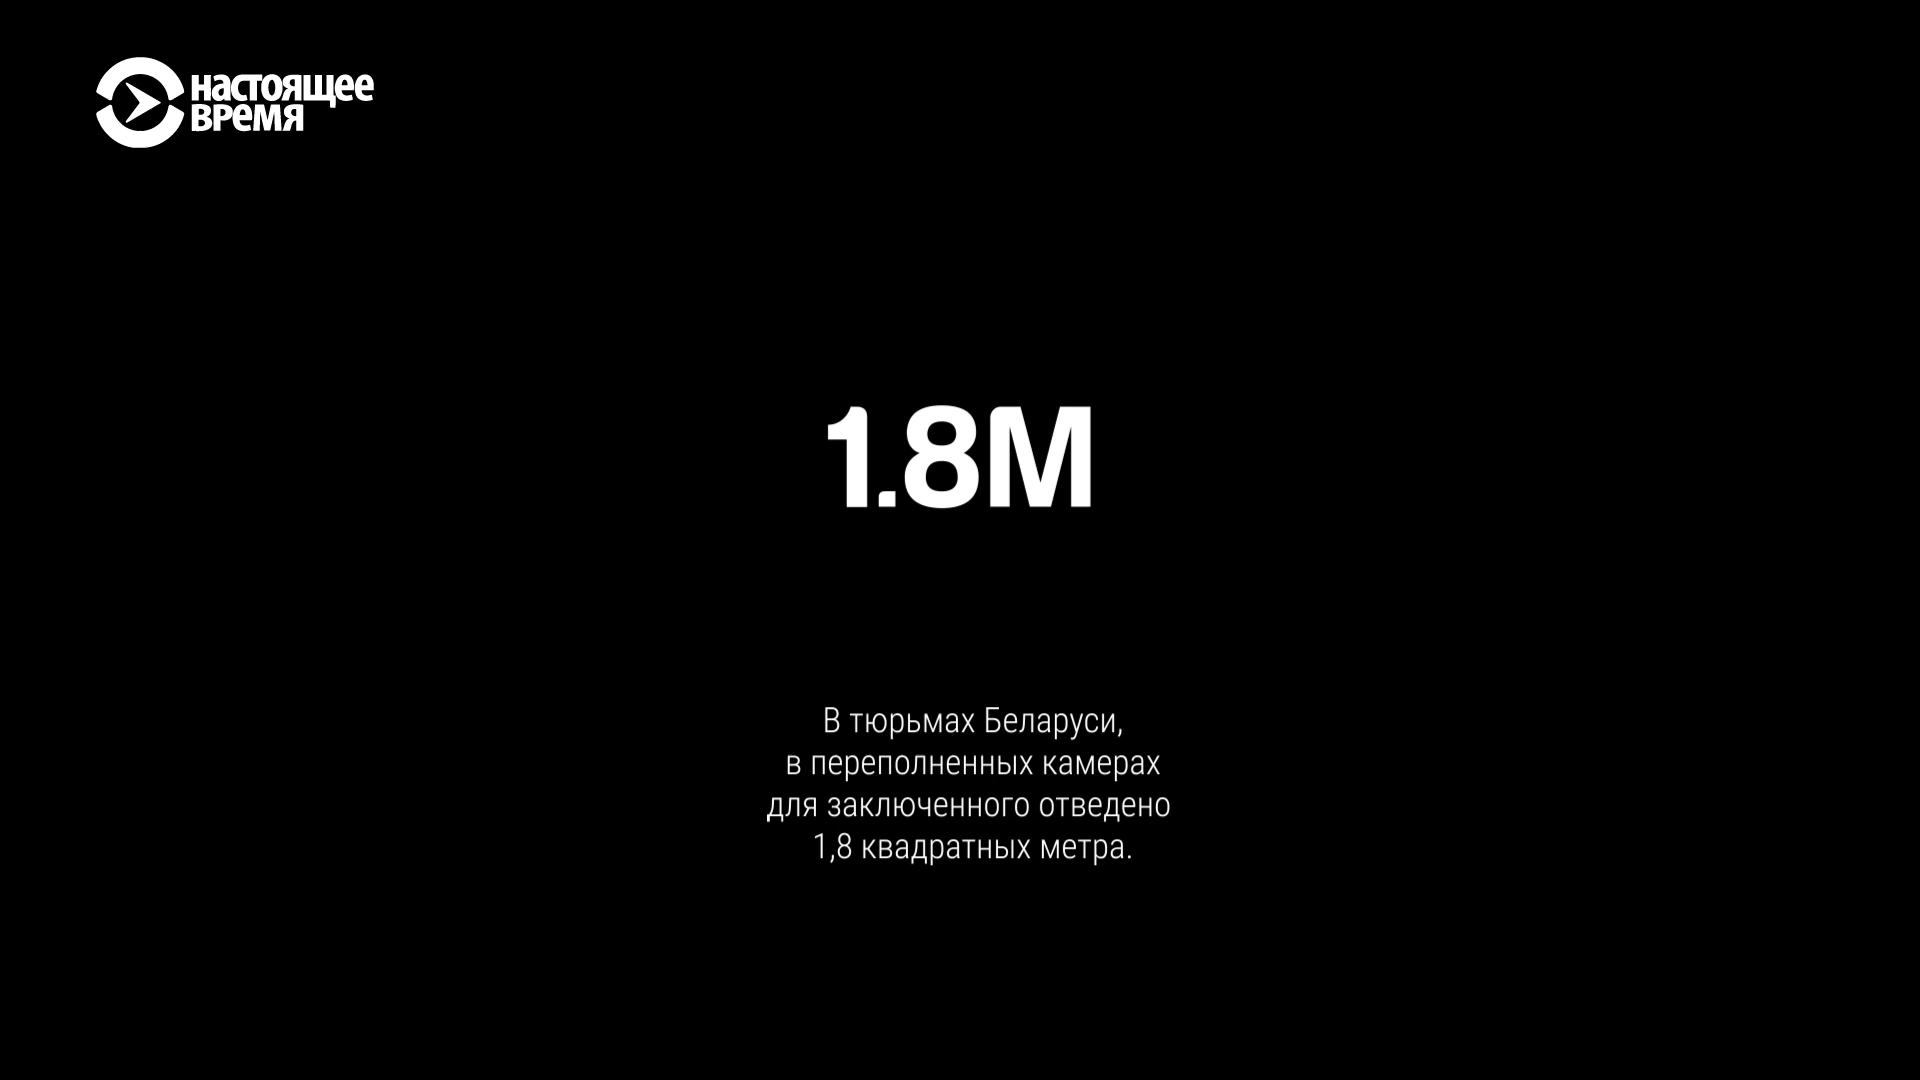 настоящее
время
1.8М
В тюрьмах Беларуси,
в переполненных камерах
для заключенного отведено
1,8 квадратных метра.